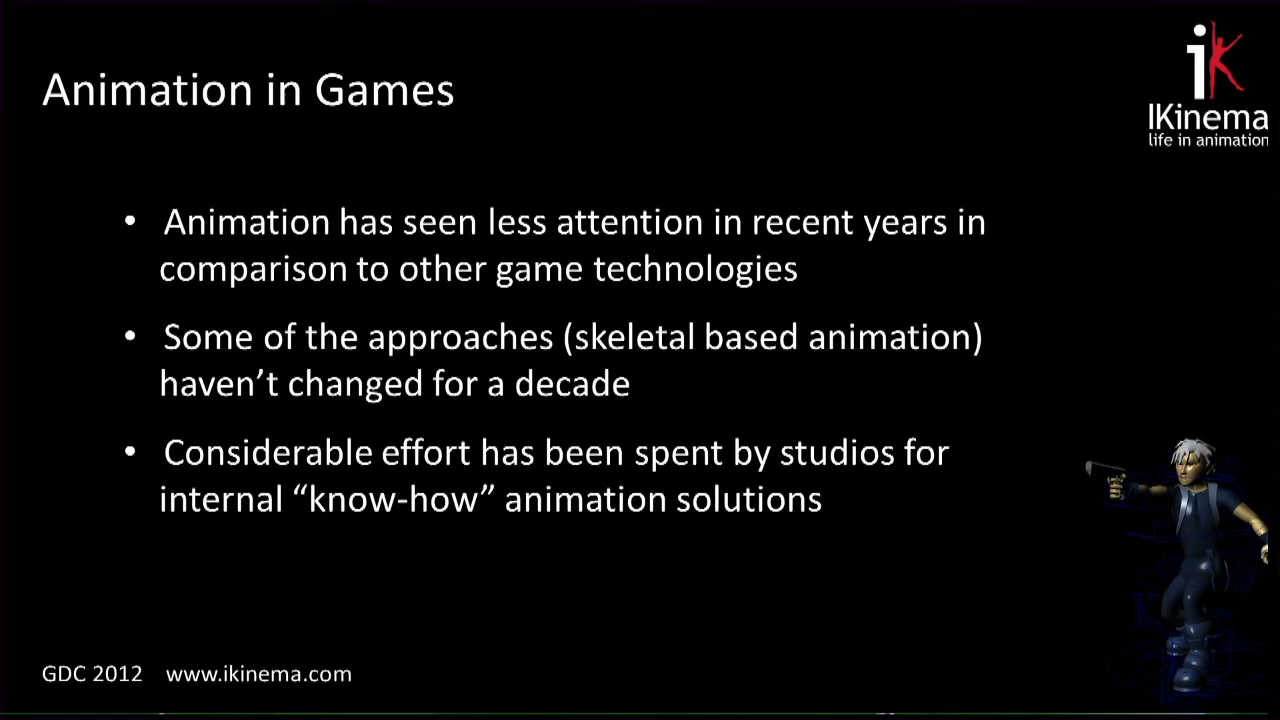 Animation in Games
iK
IKinema
life in animation
• Animation has seen less attention in recent years in
comparison to other game technologies
• Some of the approaches (skeletal based animation)
haven’t changed for a decade
• Considerable effort has been spent by studios for
internal “know-how” animation solutions
GDC 2012 www.ikinema.com